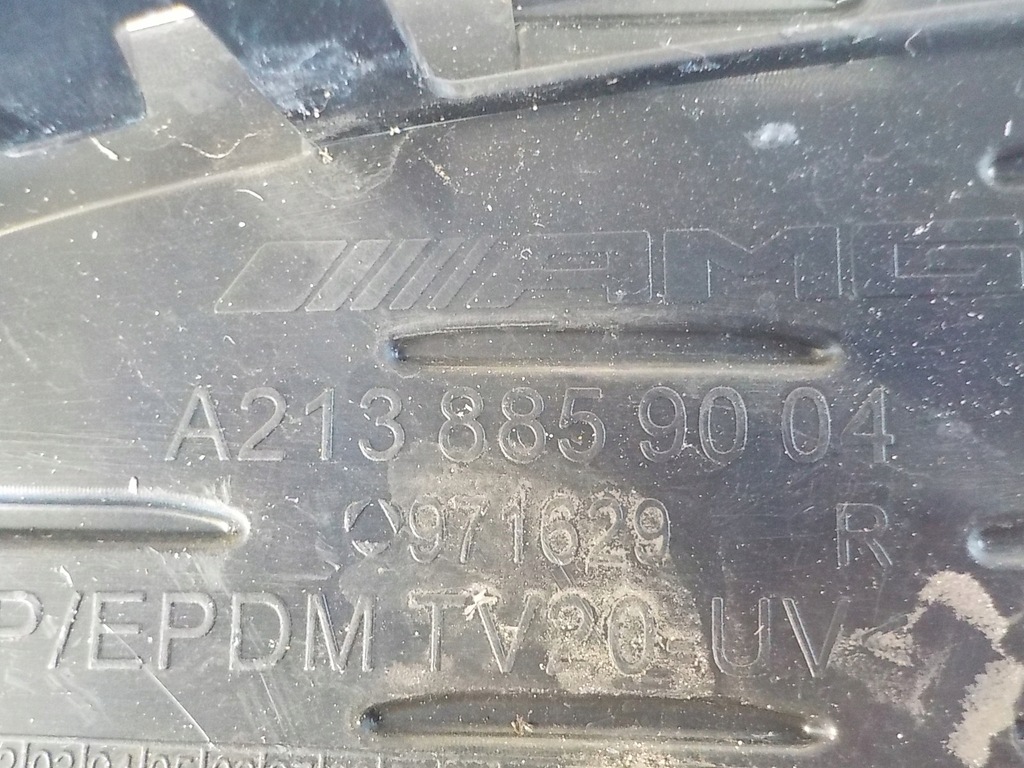 AMG
A213 885 90 04
971629 R
P/EPDM TV20 UV